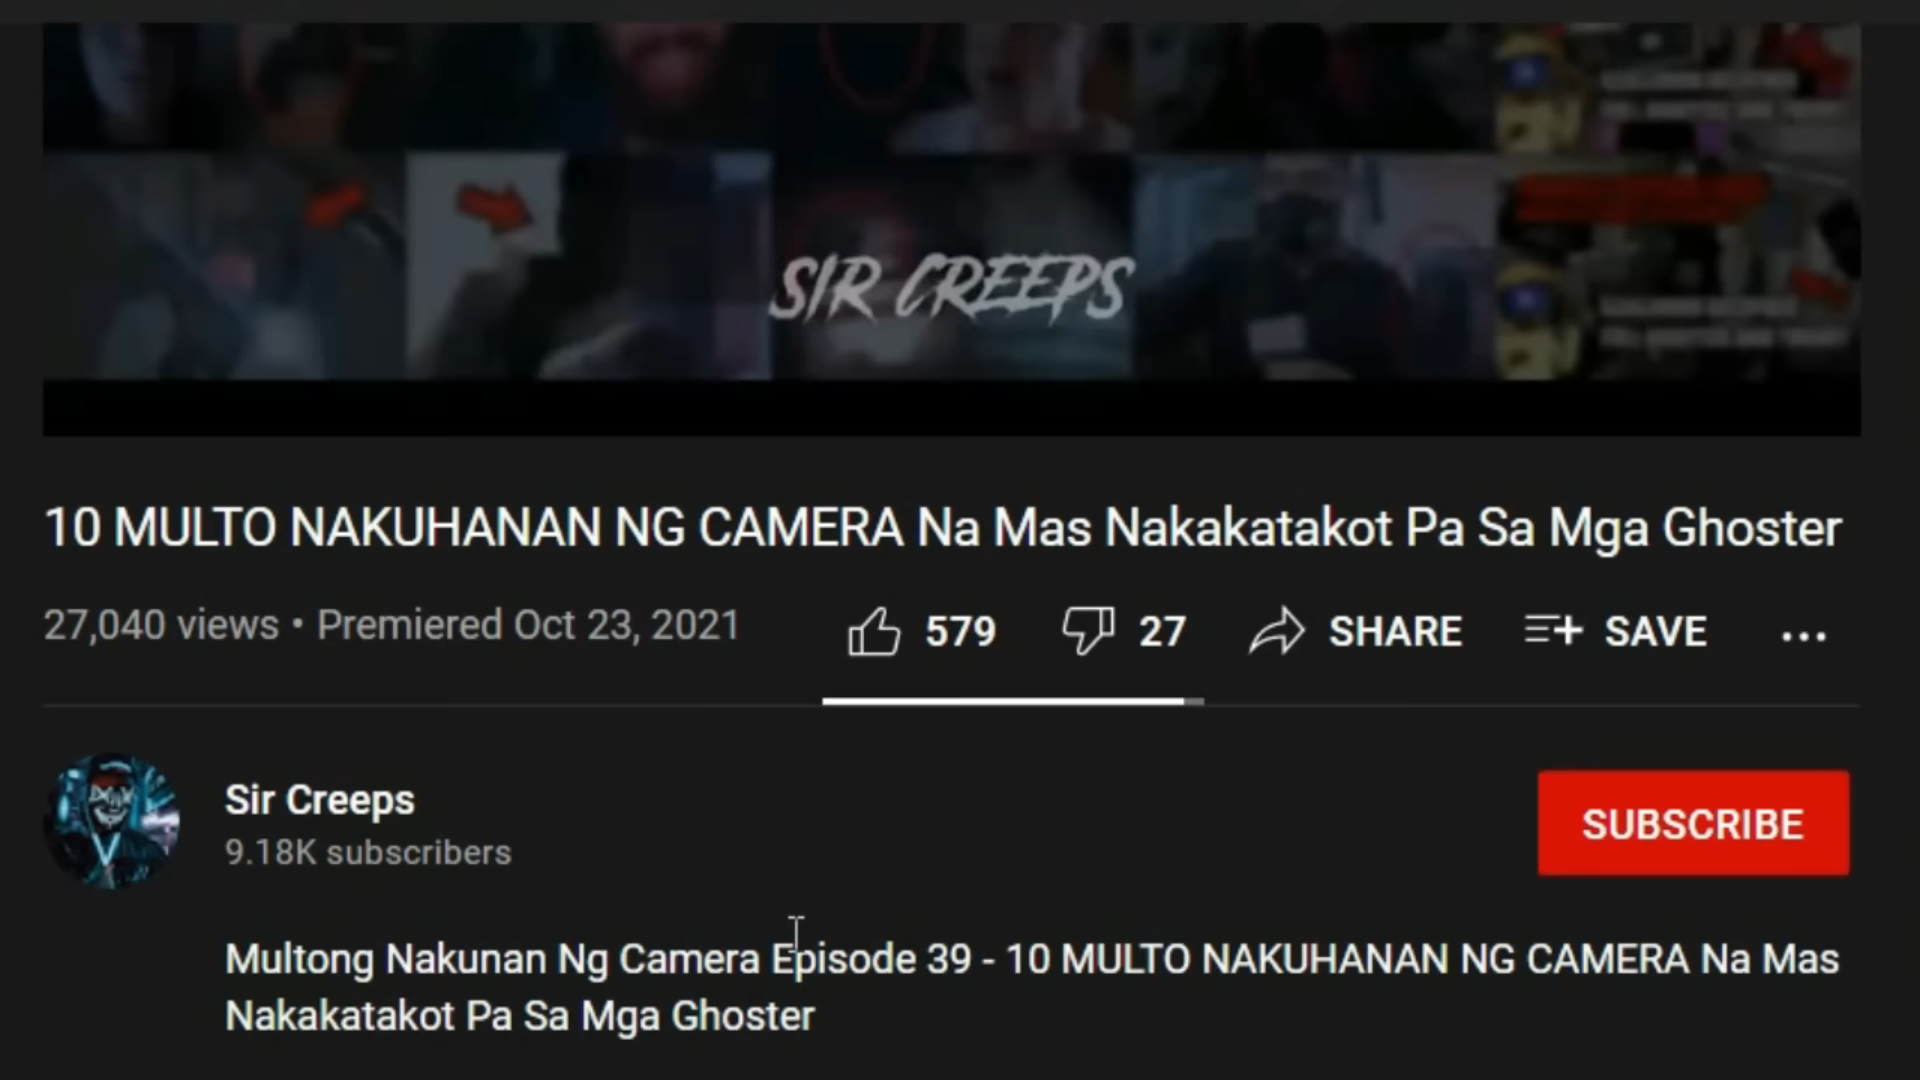 SIR CREEPS
10 MULTO NAKUHANAN NG CAMERA Na Mas Nakakatakot Pa Sa Mga Ghoster
27,040 views • Premiered Oct 23, 2021
579
27
SHARE
SAVE
Sir Creeps
9.18K subscribers
SUBSCRIBE
Multong Nakunan Ng Camera Episode 39 - 10 MULTO NAKUHANAN NG CAMERA Na Mas
Nakakatakot Pa Sa Mga Ghoster